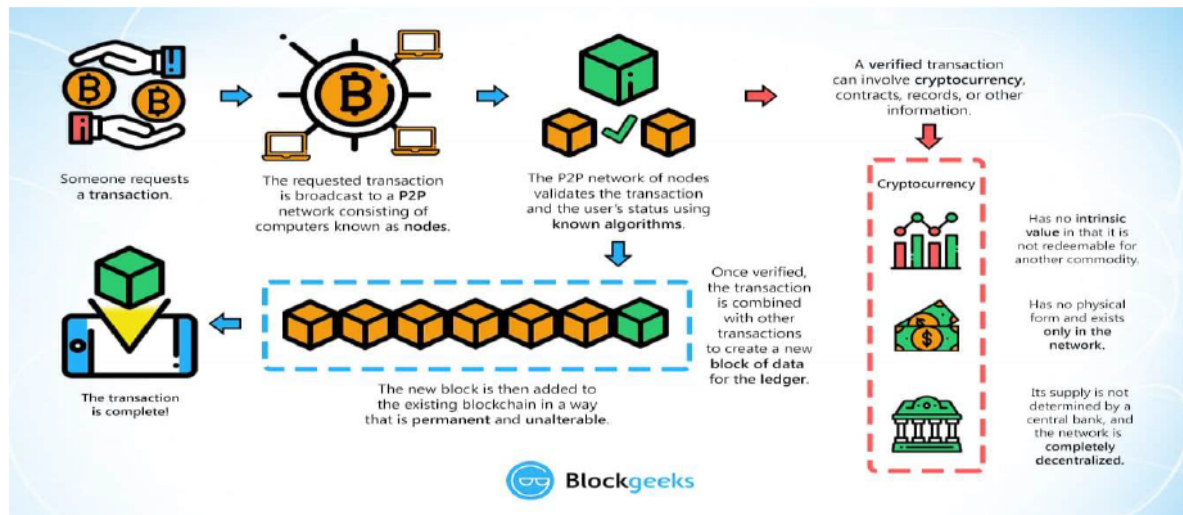 Someone requests
a transaction.
The requested transaction
is broadcast to a P2P
network consisting of
computers known as nodes.
The P2P network of nodes
validates the transaction
and the user's status using
known algorithms.
A verified transaction
can involve cryptocurrency,
contracts, records, or other
information.
Cryptocurrency
Has no intrinsic
value in that it is
not redeemable for
another commodity.
Has no physical
form and exists
only in the
network.
Its supply is not
determined by a
central bank, and
the network is
completely
decentralized.
Once verified,
the transaction
is combined
with other
transactions
to create a new
block of data
for the ledger.
The new block is then added to
the existing blockchain in a way
that is permanent and unalterable.
The transaction
is complete!
Blockgeeks